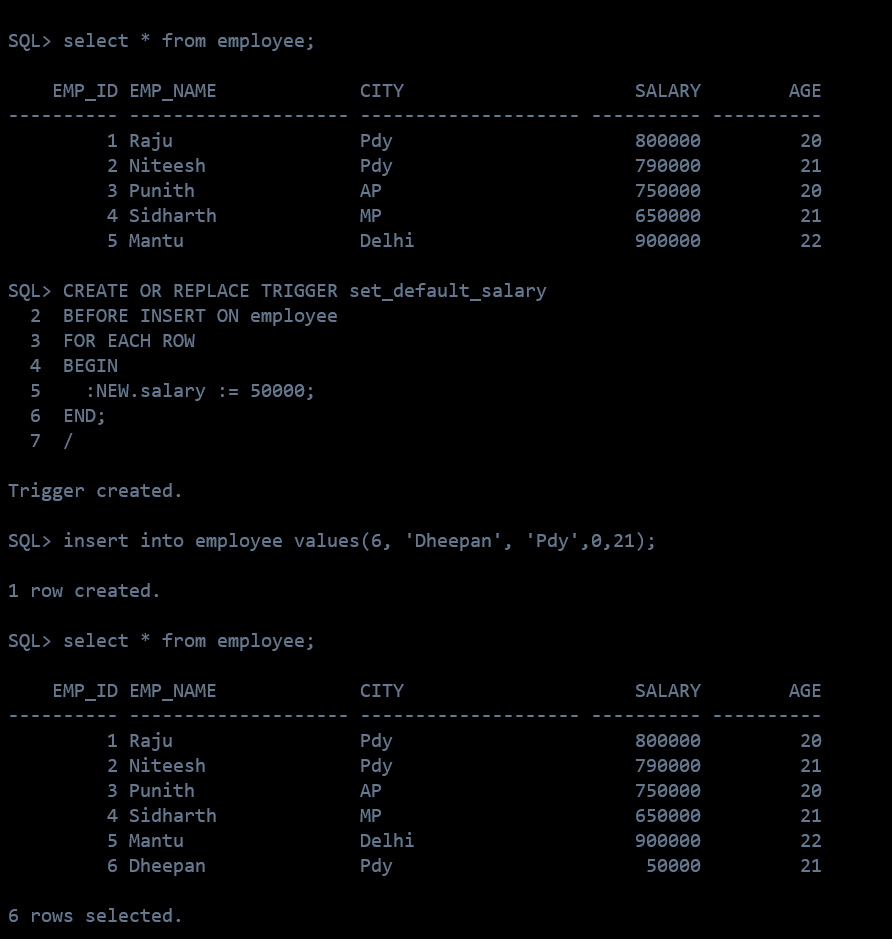 SQL> select * from employee;
    EMP_ID EMP_NAME             CITY                     SALARY        AGE
---------- -------------------- -------------------- ---------- ----------
         1 Raju                 Pdy                      800000         20
         2 Niteesh              Pdy                      790000         21
         3 Punith               AP                       750000         20
         4 Sidharth             MP                       650000         21
         5 Mantu                Delhi                    900000         22
SQL> CREATE OR REPLACE TRIGGER set_default_salary
  2  BEFORE INSERT ON employee
  3  FOR EACH ROW
  4  BEGIN
  5    :NEW.salary := 50000;
  6  END;
  7  /
Trigger created.
SQL> insert into employee values(6, 'Dheepan', 'Pdy',0,21);
1 row created.
SQL> select * from employee;
    EMP_ID EMP_NAME             CITY                     SALARY        AGE
---------- -------------------- -------------------- ---------- ----------
         1 Raju                 Pdy                      800000         20
         2 Niteesh              Pdy                      790000         21
         3 Punith               AP                       750000         20
         4 Sidharth             MP                       650000         21
         5 Mantu                Delhi                    900000         22
         6 Dheepan              Pdy                       50000         21
6 rows selected.